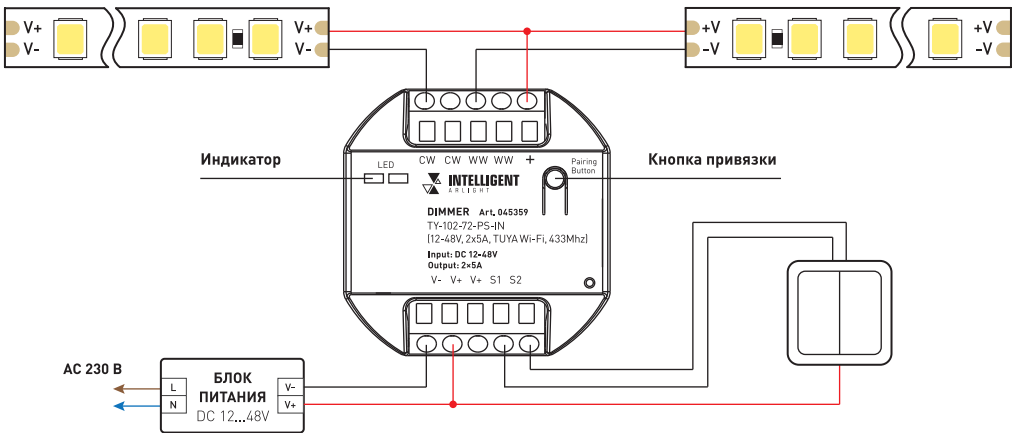 V+ V+ +V +V
V- V- -V -V
CW CW WW WW +
Индикатор
LED
Pairing
Button
Кнопка привязки
INTELLIGENT
ARLIGHT
DIMMER Art. 045359
TY-102-72-PS-IN
(12-48V, 2x5A, TUYA Wi-Fi, 433Mhz)
Input: DC 12-48V
Output: 2×5A
V- V+ V+ S1 S2
AC 230 В
L
N
БЛОК
ПИТАНИЯ
DC 12...48V
V-
V+